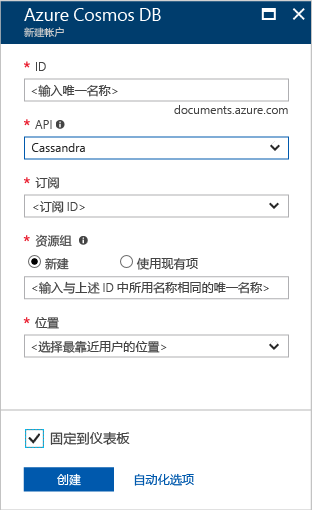 Azure Cosmos DB
新建帐户
* ID
<输入唯一名称>
documents.azure.com
* API
Cassandra
* 订阅
<订阅 ID>
* 资源组
新建 使用现有项
<输入与上述 ID 中所用名称相同的唯一名称>
* 位置
<选择最靠近用户的位置>
固定到仪表板
创建 自动化选项